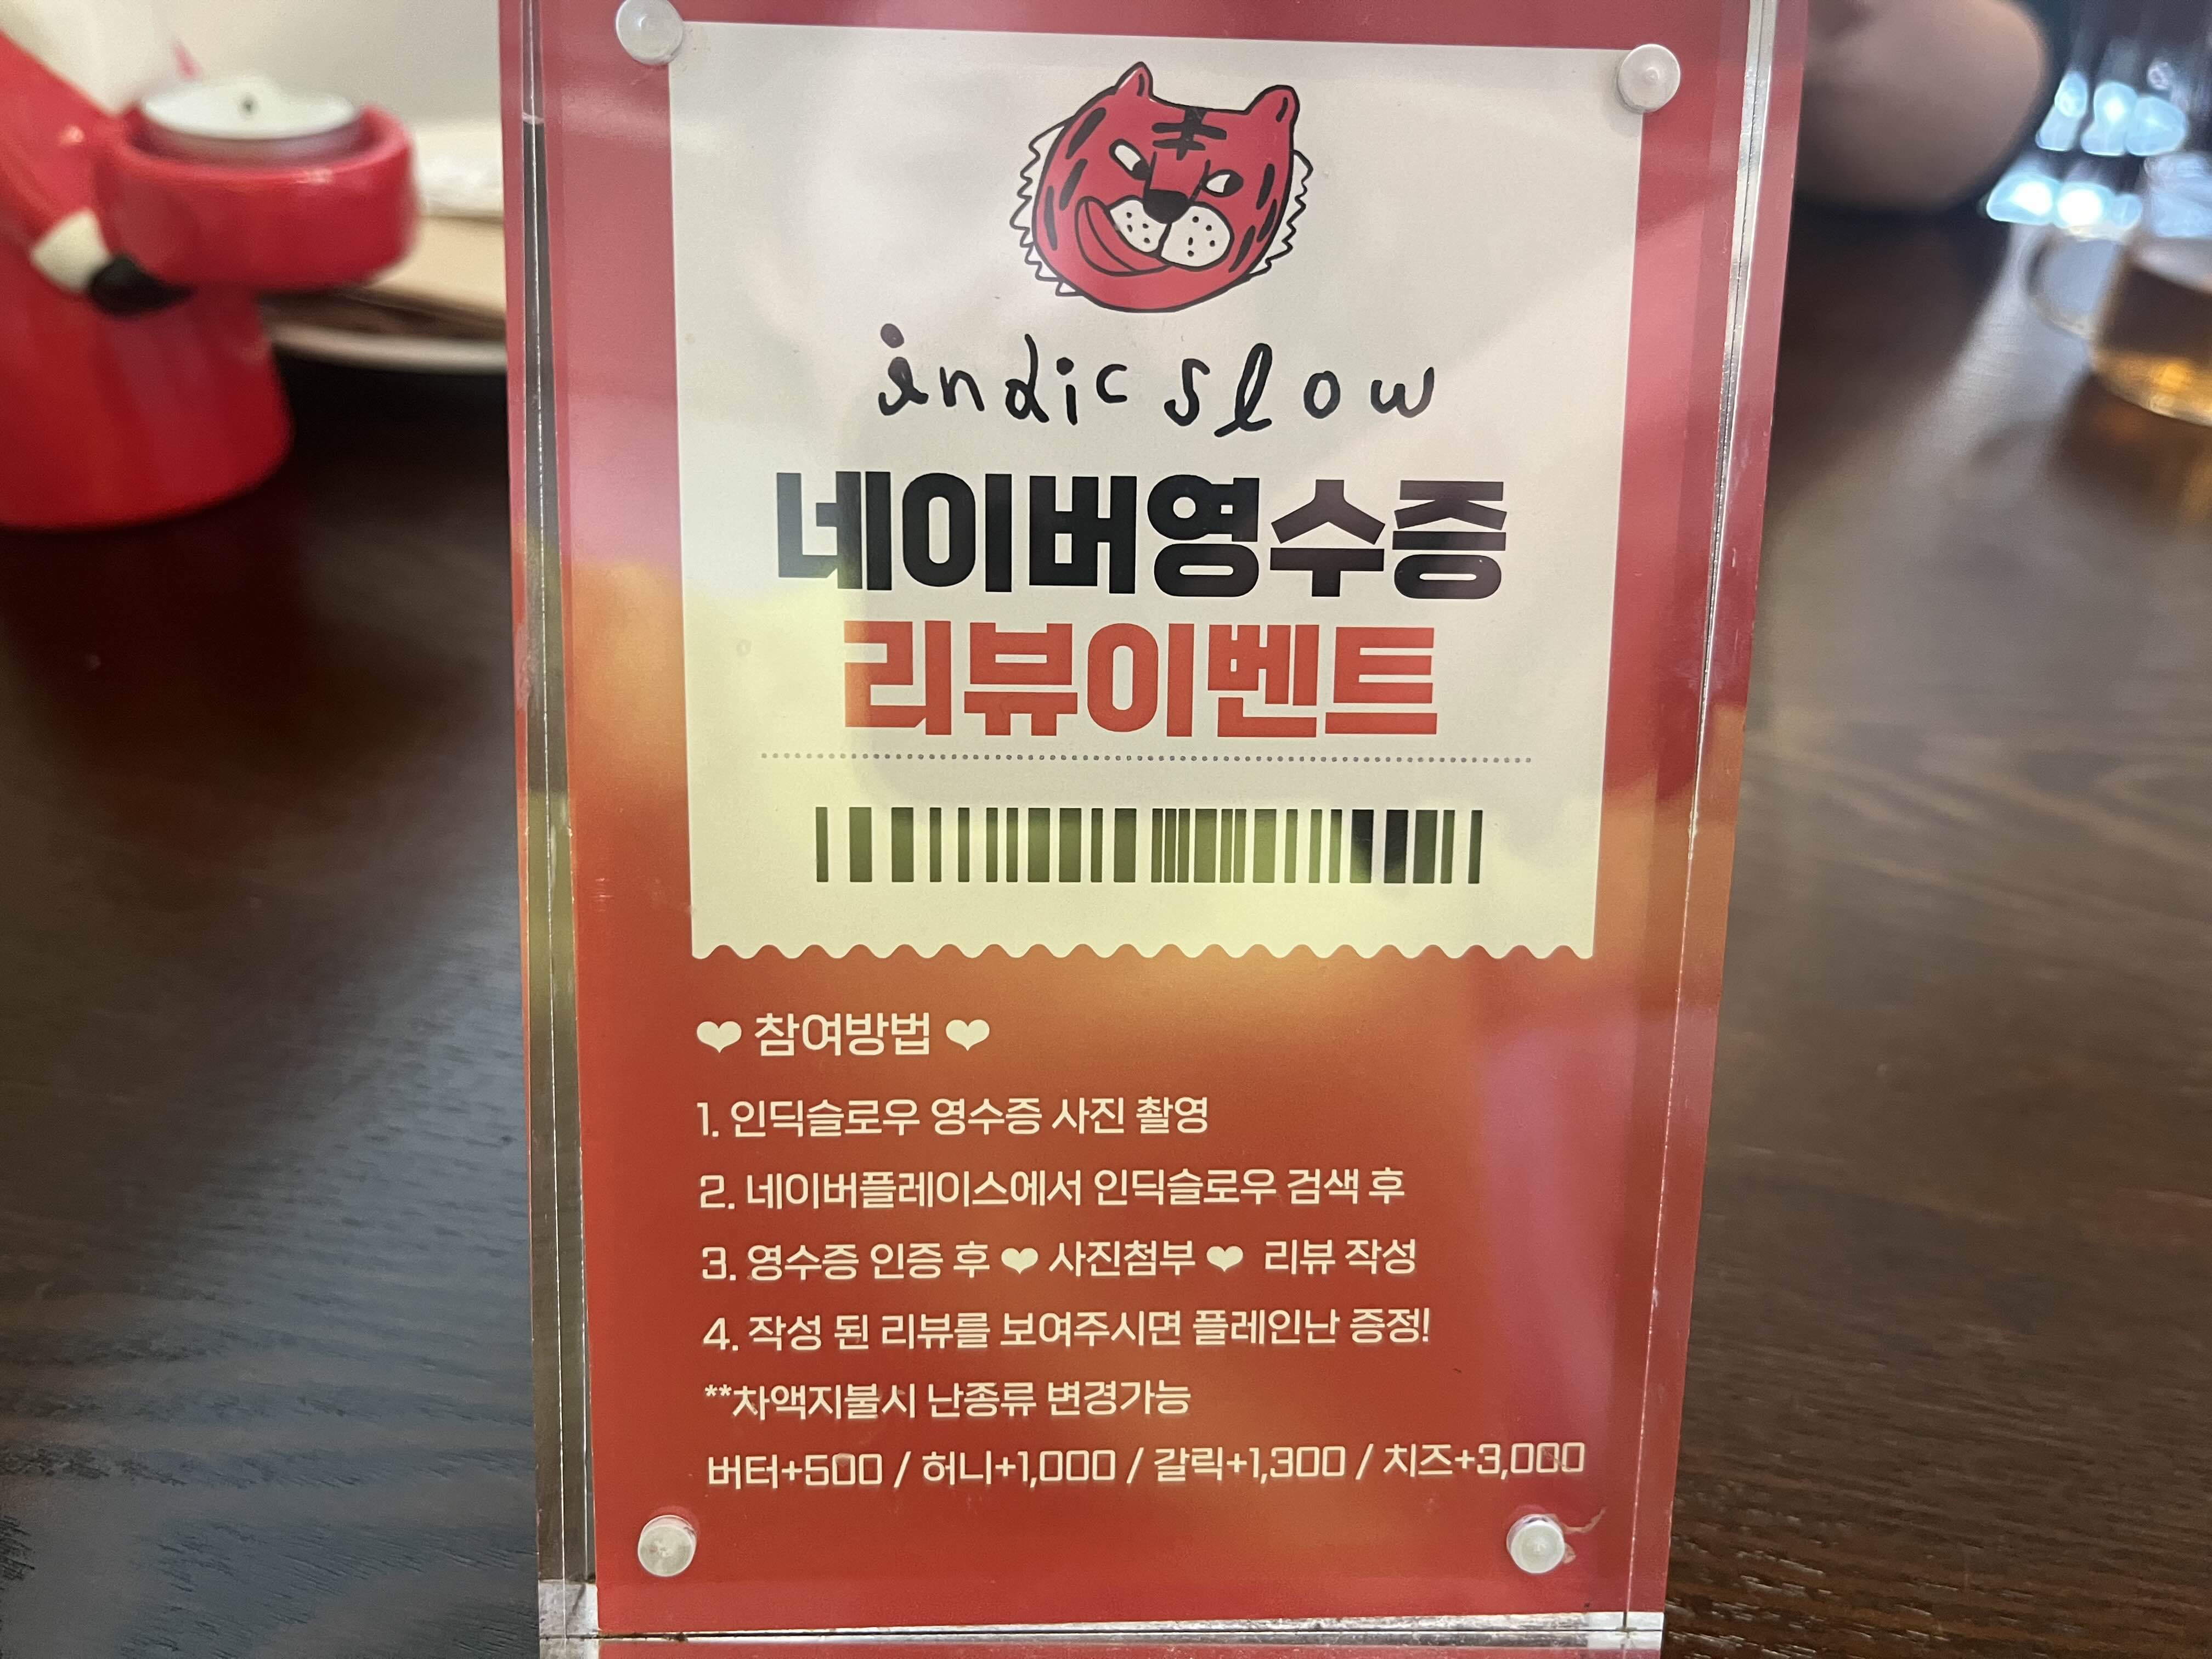 indic slow
네이버영수증
리뷰이벤트
❤ 참여방법 ❤
1. 인딕슬로우 영수증 사진 촬영
2. 네이버플레이스에서 인딕슬로우 검색 후
3. 영수증 인증 후 ❤ 사진첨부 ❤ 리뷰 작성
4. 작성 된 리뷰를 보여주시면 플레인난 증정!
**차액지불시 난종류 변경가능
버터+500 / 허니+1,000 / 갈릭+1,300 / 치즈+3,000